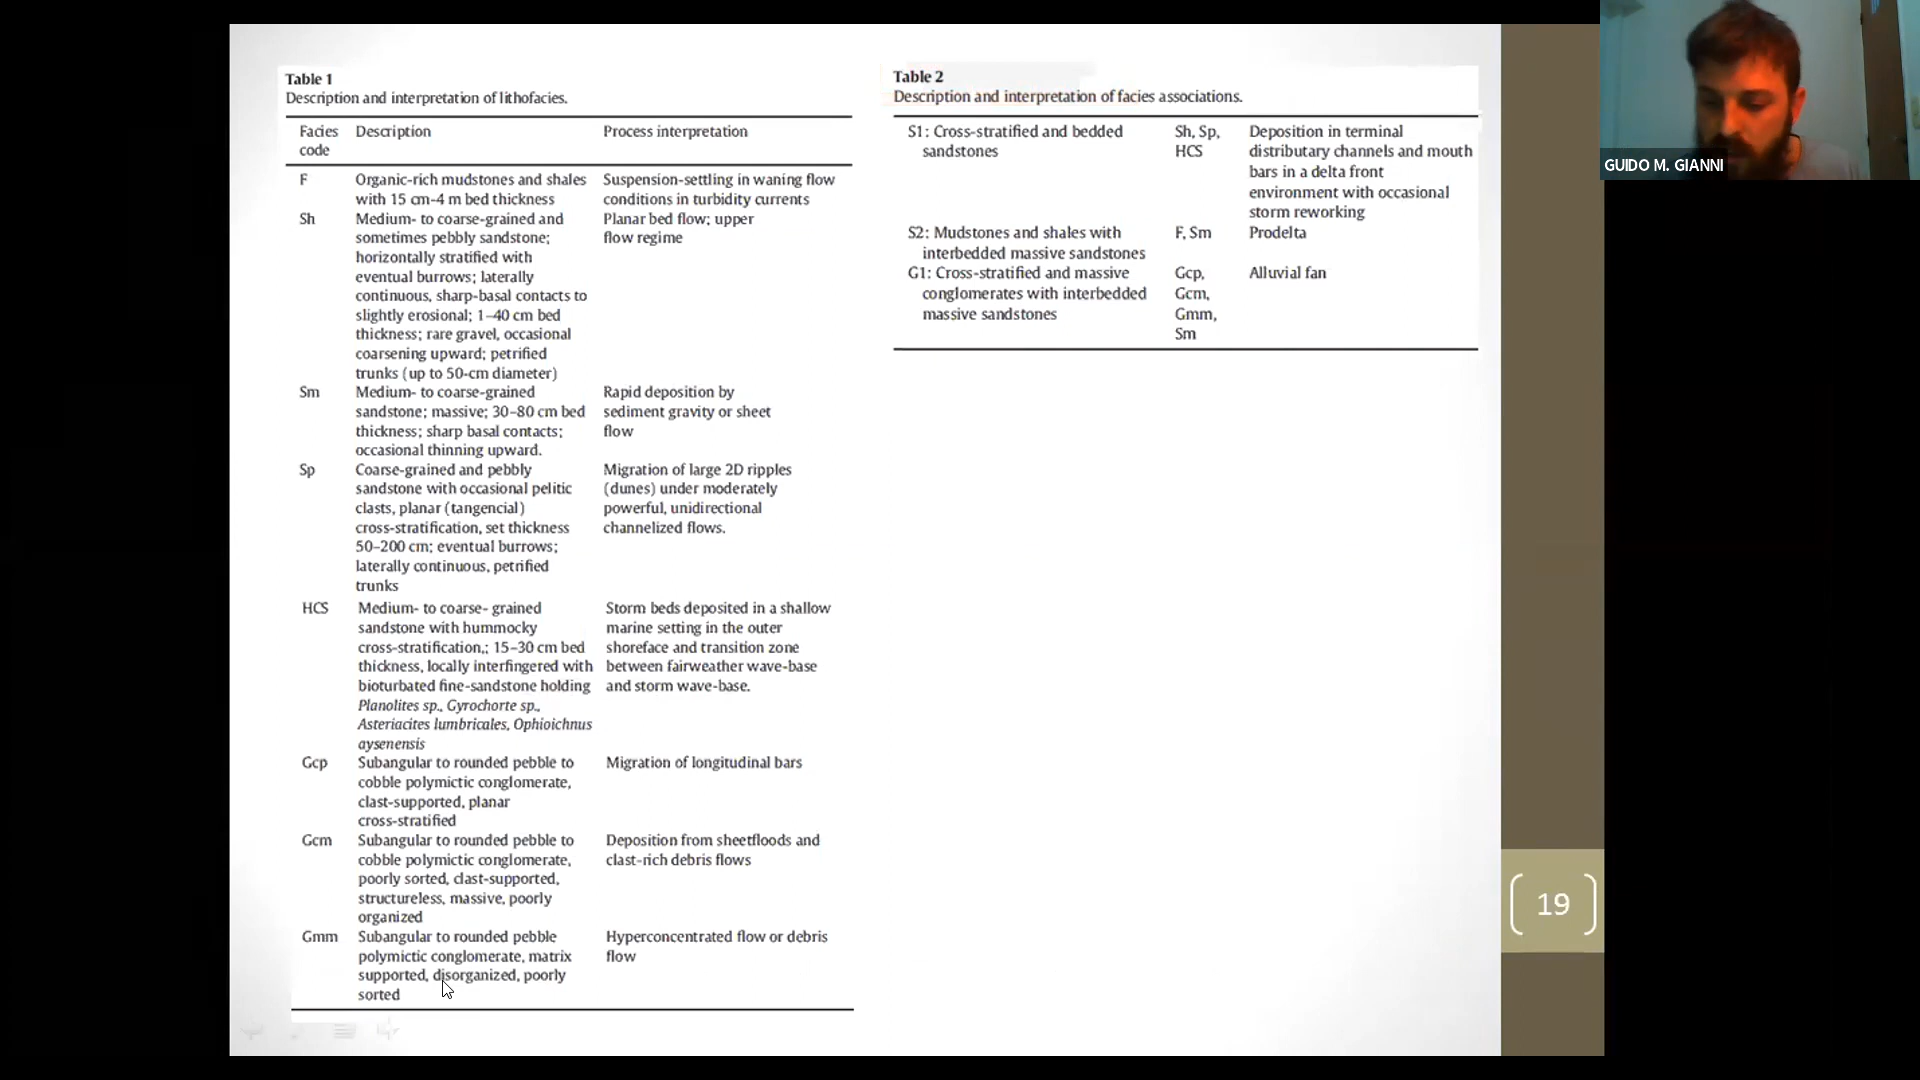 Table 1
Description and interpretation of lithofacies.
Facies code Description Process interpretation
F Organic-rich mudstones and shales Suspension-settling in waning flow
with 15 cm-4 m bed thickness conditions in turbidity currents
Sh Medium- to coarse-grained and Planar bed flow; upper
sometimes pebbly sandstone; flow regime
horizontally stratified with
eventual burrows; laterally
continuous, sharp-basal contacts to
slightly erosional; 1–40 cm bed
thickness; rare gravel, occasional
coarsening upward; petrified
trunks (up to 50-cm diameter)
Sm Medium- to coarse-grained Rapid deposition by
sandstone; massive; 30–80 cm bed sediment gravity or sheet
thickness; sharp basal contacts; flow
occasional thinning upward.
Sp Coarse-grained and pebbly Migration of large 2D ripples
sandstone with occasional pelitic (dunes) under moderately
clasts, planar (tangencial) powerful, unidirectional
cross-stratification, set thickness channelized flows.
50–200 cm; eventual burrows;
laterally continuous, petrified
trunks
HCS Medium- to coarse- grained Storm beds deposited in a shallow
sandstone with hummocky marine setting in the outer
cross-stratification,; 15–30 cm bed shoreface and transition zone
thickness, locally interfingered with between fairweather wave-base
bioturbated fine-sandstone holding and storm wave-base.
Planolites sp., Gyrochorte sp.,
Asteriacites lumbricales, Ophioichnus
aysenensis
Gcp Subangular to rounded pebble to Migration of longitudinal bars
cobble polymictic conglomerate,
clast-supported, planar
cross-stratified
Gcm Subangular to rounded pebble to Deposition from sheetfloods and
cobble polymictic conglomerate, clast-rich debris flows
poorly sorted, clast-supported,
structureless, massive, poorly
organized
Gmm Subangular to rounded pebble Hyperconcentrated flow or debris
polymictic conglomerate, matrix flow
supported, disorganized, poorly
sorted
Table 2
Description and interpretation of facies associations.
S1: Cross-stratified and bedded Sh, Sp, Deposition in terminal
sandstones HCS distributary channels and mouth
bars in a delta front
environment with occasional
storm reworking
S2: Mudstones and shales with F, Sm Prodelta
interbedded massive sandstones
G1: Cross-stratified and massive Gcp, Alluvial fan
conglomerates with interbedded Gcm,
massive sandstones Gmm,
Sm
GUIDO M. GIANNI
19